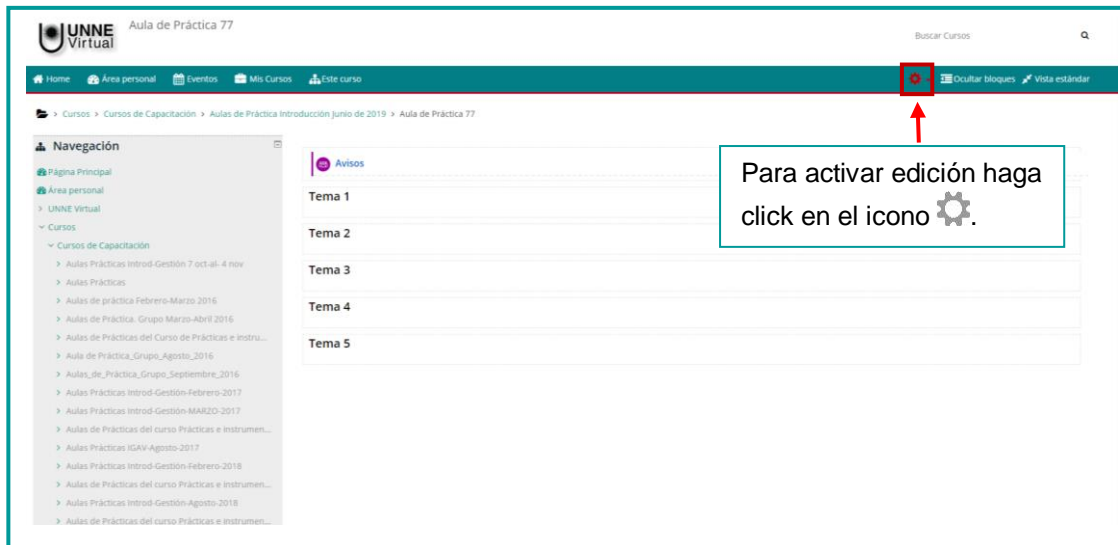 UNNE
Virtual
Aula de Práctica 77
Buscar Cursos
Home Área personal Eventos Mis Cursos Este curso Ocultar bloques Vista estándar
> Cursos > Cursos de Capacitación > Aulas de Práctica Introducción Junio de 2019 > Aula de Práctica 77
Navegación
Página Principal
Área personal
> UNNE Virtual
Cursos
Cursos de Capacitación
> Aulas Prácticas Introd-Gestión 7 oct-al- 4 nov
> Aulas Prácticas
> Aulas de práctica Febrero-Marzo 2016
> Aulas de Práctica. Grupo Marzo-Abril 2016
> Aulas de Prácticas del Curso de Prácticas e Instru...
> Aula de Práctica_Grupo_Agosto_2016
> Aulas_de_Práctica_Grupo_Septiembre_2016
> Aulas Prácticas Introd-Gestión-Febrero-2017
> Aulas Prácticas Introd-Gestión-MARZO-2017
> Aulas de Prácticas del curso Prácticas e Instrumen...
> Aulas Prácticas IGAV-Agosto-2017
> Aulas Prácticas Introd-Gestión-Febrero-2018
> Aulas de Prácticas del curso Prácticas e Instrumen...
> Aulas Prácticas Introd-Gestión-Agosto-2018
> Aulas de Prácticas del curso Prácticas e Instrumen...
Avisos
Tema 1
Tema 2
Tema 3
Tema 4
Tema 5
Para activar edición haga
click en el icono .